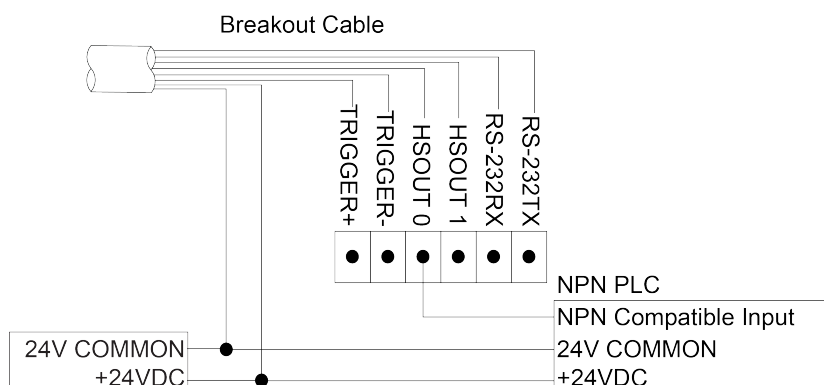 Breakout Cable
TRIGGER+
TRIGGER-
HSOUT 0
HSOUT 1
RS-232RX
RS-232TX
NPN PLC
NPN Compatible Input
24V COMMON
24V COMMON
+24VDC
+24VDC